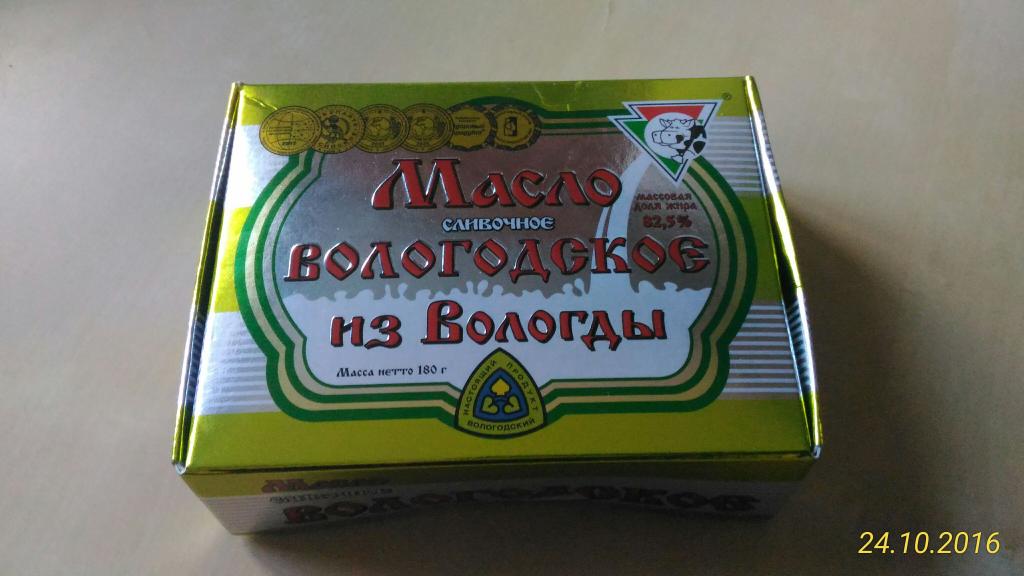 Масло
сливочное
вологодское
из Вологды
массовая
доля жира
82,5%
Масса нетто 180 г
НАСТОЯЩИЙ ПРОДУКТ
ВОЛОГОДСКИЙ
Масло
вологодское
24.10.2016